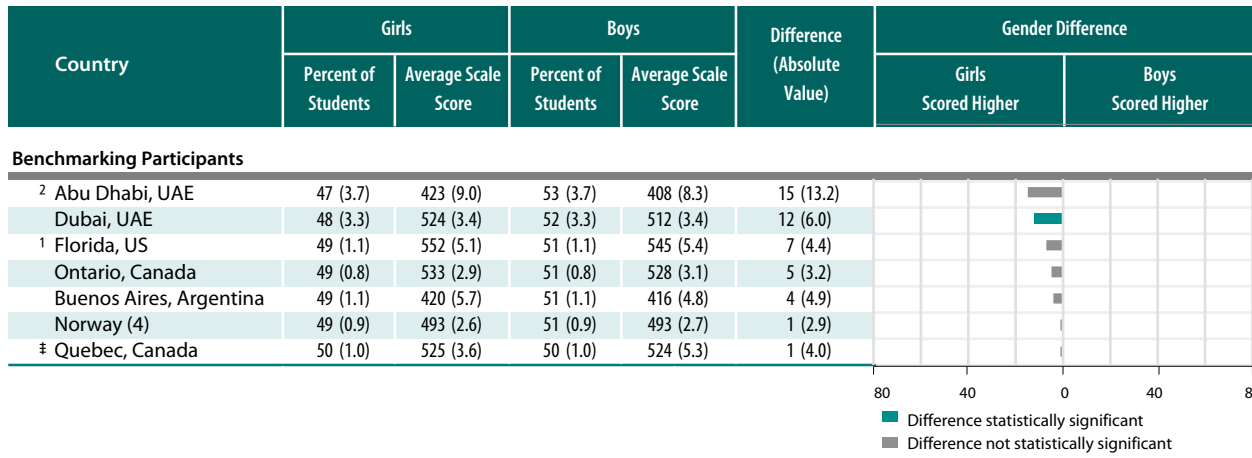 Country Girls Boys Difference (Absolute Value) Gender Difference
Percent of Students Average Scale Score Percent of Students Average Scale Score Girls Scored Higher Boys Scored Higher
Benchmarking Participants
2 Abu Dhabi, UAE 47 (3.7) 423 (9.0) 53 (3.7) 408 (8.3) 15 (13.2)
Dubai, UAE 48 (3.3) 524 (3.4) 52 (3.3) 512 (3.4) 12 (6.0)
1 Florida, US 49 (1.1) 552 (5.1) 51 (1.1) 545 (5.4) 7 (4.4)
Ontario, Canada 49 (0.8) 533 (2.9) 51 (0.8) 528 (3.1) 5 (3.2)
Buenos Aires, Argentina 49 (1.1) 420 (5.7) 51 (1.1) 416 (4.8) 4 (4.9)
Norway (4) 49 (0.9) 493 (2.6) 51 (0.9) 493 (2.7) 1 (2.9)
‡ Quebec, Canada 50 (1.0) 525 (3.6) 50 (1.0) 524 (5.3) 1 (4.0)
80 40 0 40 8
Difference statistically significant
Difference not statistically significant